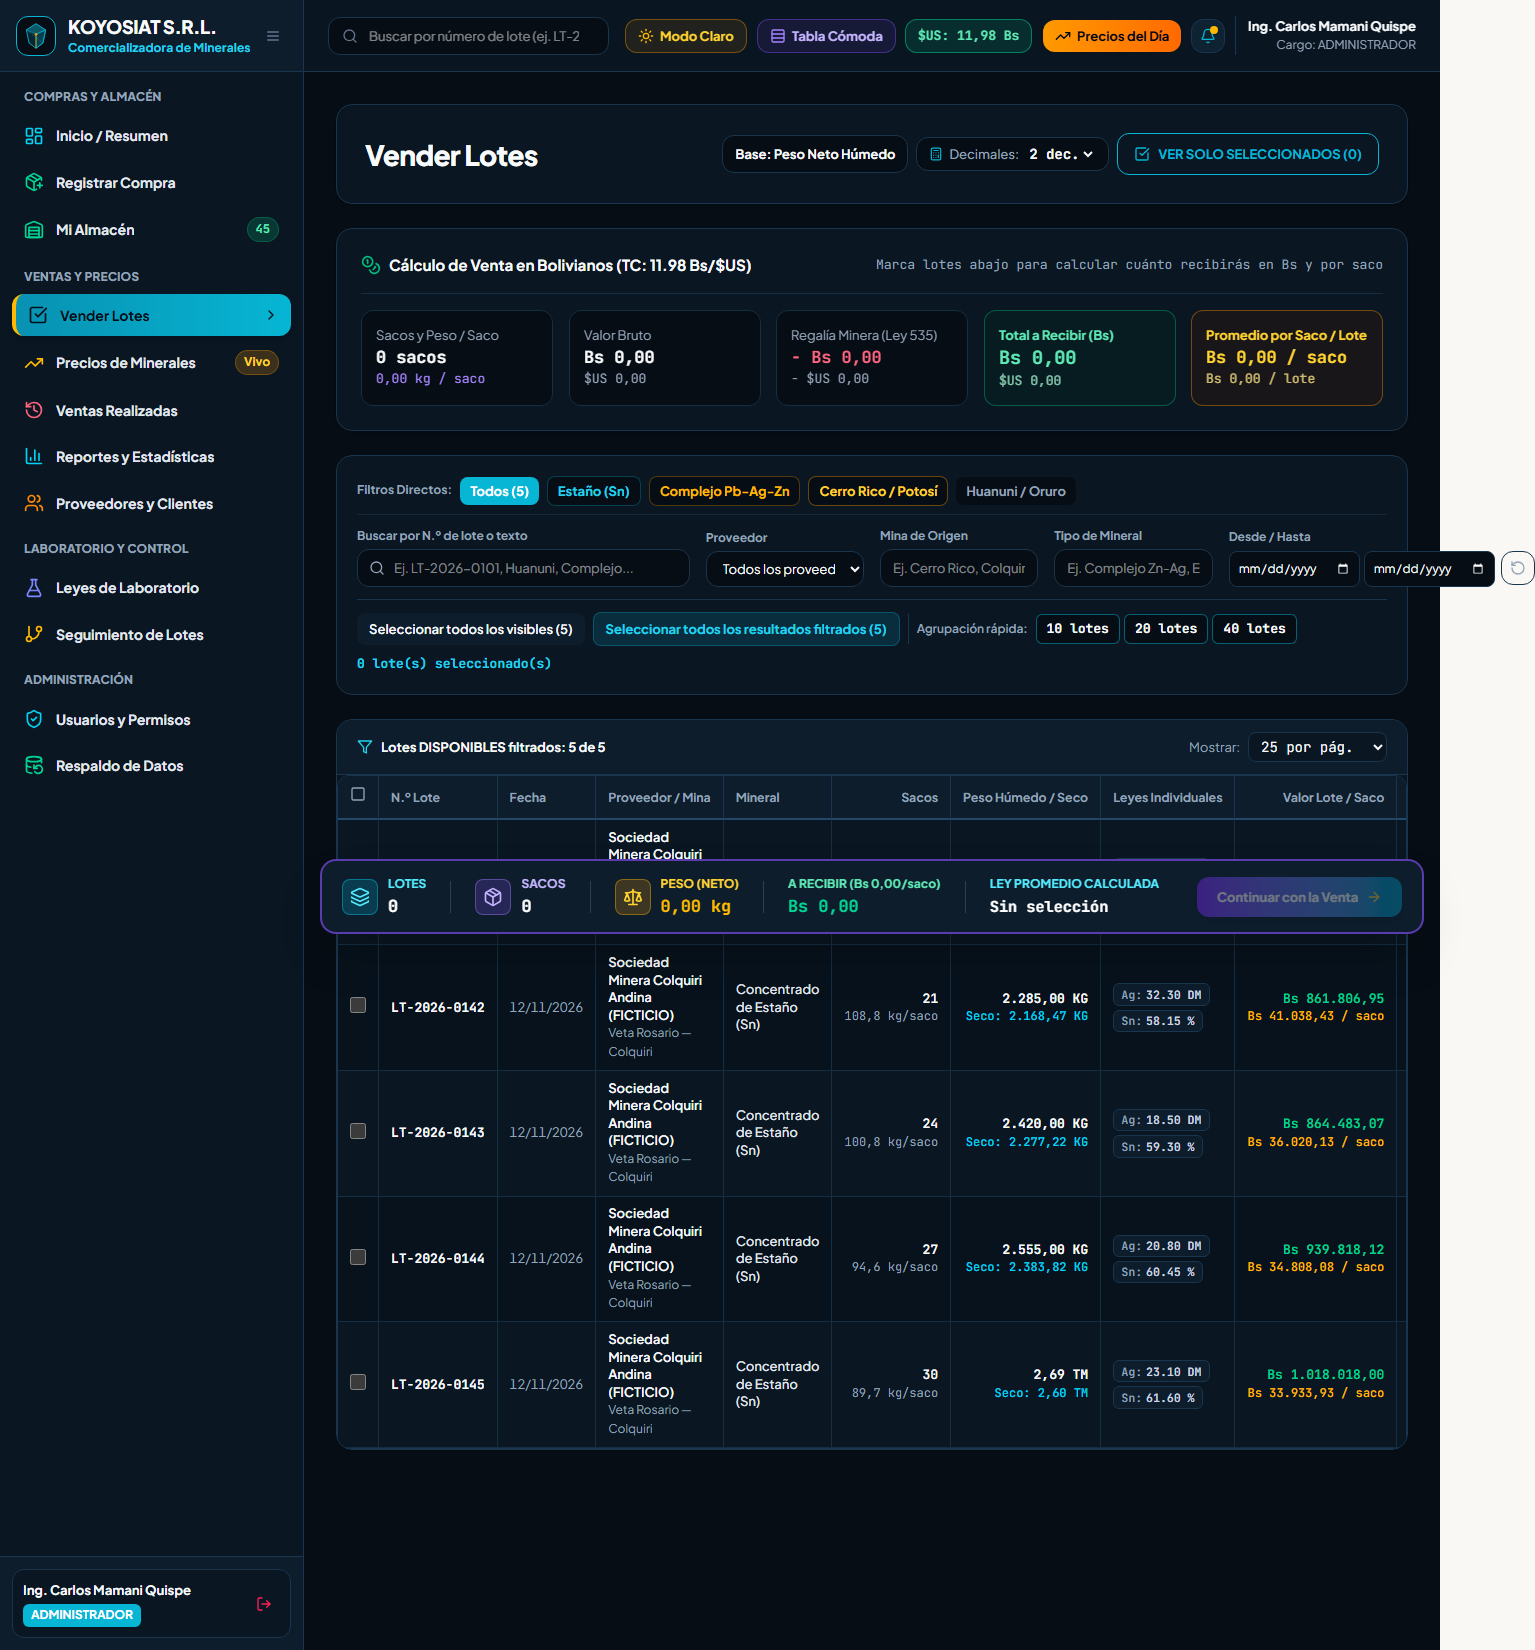 KOYOSIAT S.R.L.
Comercializadora de Minerales
Buscar por número de lote (ej. LT-2
Modo Claro
Tabla Cómoda
$US: 11,98 Bs
Precios del Día
Ing. Carlos Mamani Quispe
Cargo: ADMINISTRADOR
COMPRAS Y ALMACÉN
Inicio / Resumen
Registrar Compra
Mi Almacén
45
VENTAS Y PRECIOS
Vender Lotes
Precios de Minerales
Vivo
Ventas Realizadas
Reportes y Estadísticas
Proveedores y Clientes
LABORATORIO Y CONTROL
Leyes de Laboratorio
Seguimiento de Lotes
ADMINISTRACIÓN
Usuarios y Permisos
Respaldo de Datos
Ing. Carlos Mamani Quispe
ADMINISTRADOR
Vender Lotes
Base: Peso Neto Húmedo
Decimales: 2 dec.
VER SOLO SELECCIONADOS (0)
Cálculo de Venta en Bolivianos (TC: 11.98 Bs/$US)
Marca lotes abajo para calcular cuánto recibirás en Bs y por saco
Sacos y Peso / Saco
0 sacos
0,00 kg / saco
Valor Bruto
Bs 0,00
$US 0,00
Regalía Minera (Ley 535)
- Bs 0,00
- $US 0,00
Total a Recibir (Bs)
Bs 0,00
$US 0,00
Promedio por Saco / Lote
Bs 0,00 / saco
Bs 0,00 / lote
Filtros Directos:
Todos (5)
Estaño (Sn)
Complejo Pb-Ag-Zn
Cerro Rico / Potosí
Huanuni / Oruro
Buscar por N.º de lote o texto
Ej. LT-2026-0101, Huanuni, Complejo...
Proveedor
Todos los proveed
Mina de Origen
Ej. Cerro Rico, Colquir
Tipo de Mineral
Ej. Complejo Zn-Ag, E
Desde / Hasta
mm/dd/yyyy
mm/dd/yyyy
Seleccionar todos los visibles (5)
Seleccionar todos los resultados filtrados (5)
Agrupación rápida:
10 lotes
20 lotes
40 lotes
0 lote(s) seleccionado(s)
Lotes DISPONIBLES filtrados: 5 de 5
Mostrar: 25 por pág.
N.º Lote
Fecha
Proveedor / Mina
Mineral
Sacos
Peso Húmedo / Seco
Leyes Individuales
Valor Lote / Saco
Sociedad
Minera Colquiri
LOTES
0
SACOS
0
PESO (NETO)
0,00 kg
A RECIBIR (Bs 0,00/saco)
Bs 0,00
LEY PROMEDIO CALCULADA
Sin selección
Continuar con la Venta
LT-2026-0142
12/11/2026
Sociedad
Minera Colquiri
Andina
(FICTICIO)
Veta Rosario —
Colquiri
Concentrado
de Estaño
(Sn)
21
108,8 kg/saco
2.285,00 KG
Seco: 2.168,47 KG
Ag: 32.30 DM
Sn: 58.15 %
Bs 861.806,95
Bs 41.038,43 / saco
LT-2026-0143
12/11/2026
Sociedad
Minera Colquiri
Andina
(FICTICIO)
Veta Rosario —
Colquiri
Concentrado
de Estaño
(Sn)
24
100,8 kg/saco
2.420,00 KG
Seco: 2.277,22 KG
Ag: 18.50 DM
Sn: 59.30 %
Bs 864.483,07
Bs 36.020,13 / saco
LT-2026-0144
12/11/2026
Sociedad
Minera Colquiri
Andina
(FICTICIO)
Veta Rosario —
Colquiri
Concentrado
de Estaño
(Sn)
27
94,6 kg/saco
2.555,00 KG
Seco: 2.383,82 KG
Ag: 20.80 DM
Sn: 60.45 %
Bs 939.818,12
Bs 34.808,08 / saco
LT-2026-0145
12/11/2026
Sociedad
Minera Colquiri
Andina
(FICTICIO)
Veta Rosario —
Colquiri
Concentrado
de Estaño
(Sn)
30
89,7 kg/saco
2,69 TM
Seco: 2,60 TM
Ag: 23.10 DM
Sn: 61.60 %
Bs 1.018.018,00
Bs 33.933,93 / saco